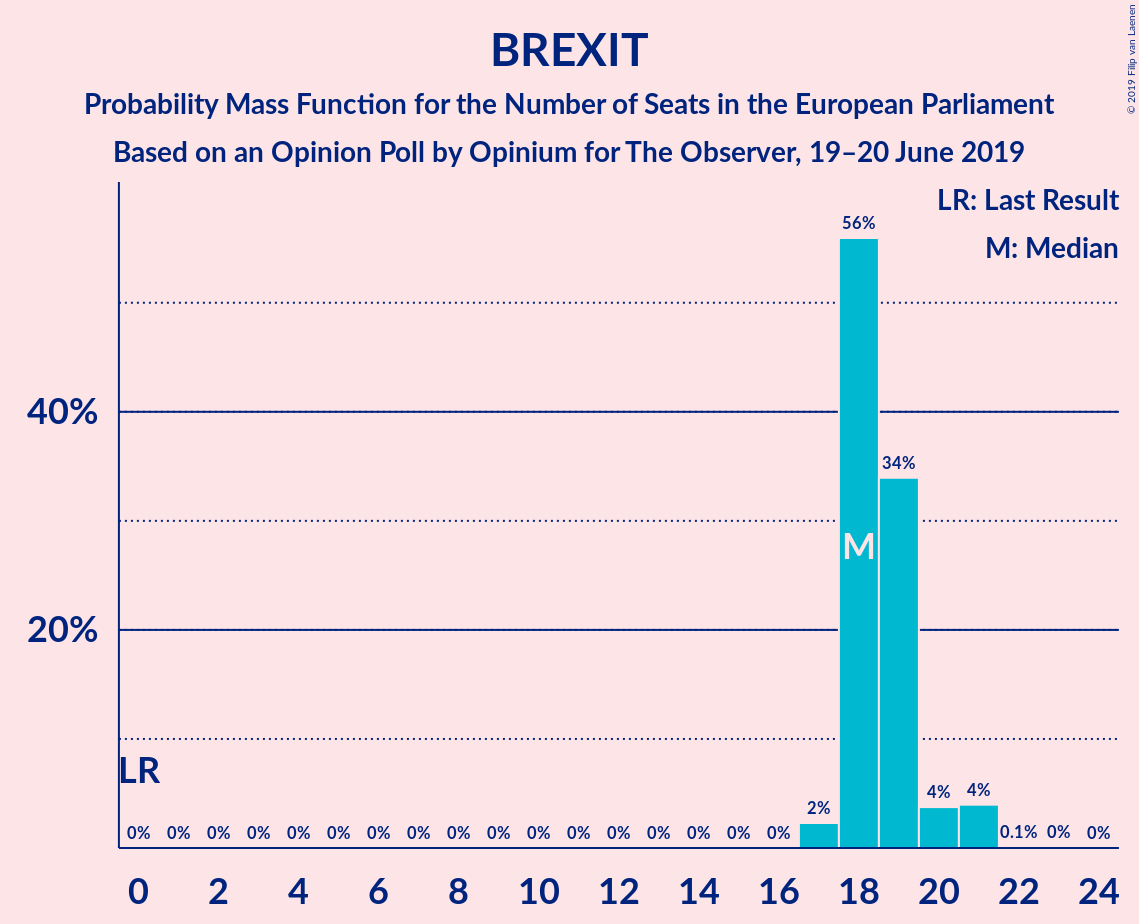 BREXIT
Probability Mass Function for the Number of Seats in the European Parliament
Based on an Opinion Poll by Opinium for The Observer, 19–20 June 2019
© 2019 Filip van Laenen
LR: Last Result
M: Median
56%
40%
34%
M
20%
LR
0% 0% 0% 0% 0% 0% 0% 0% 0% 0% 0% 0% 0% 0% 0% 0% 0% 2% 4% 4% 0.1% 0% 0%
0 2 4 6 8 10 12 14 16 18 20 22 24